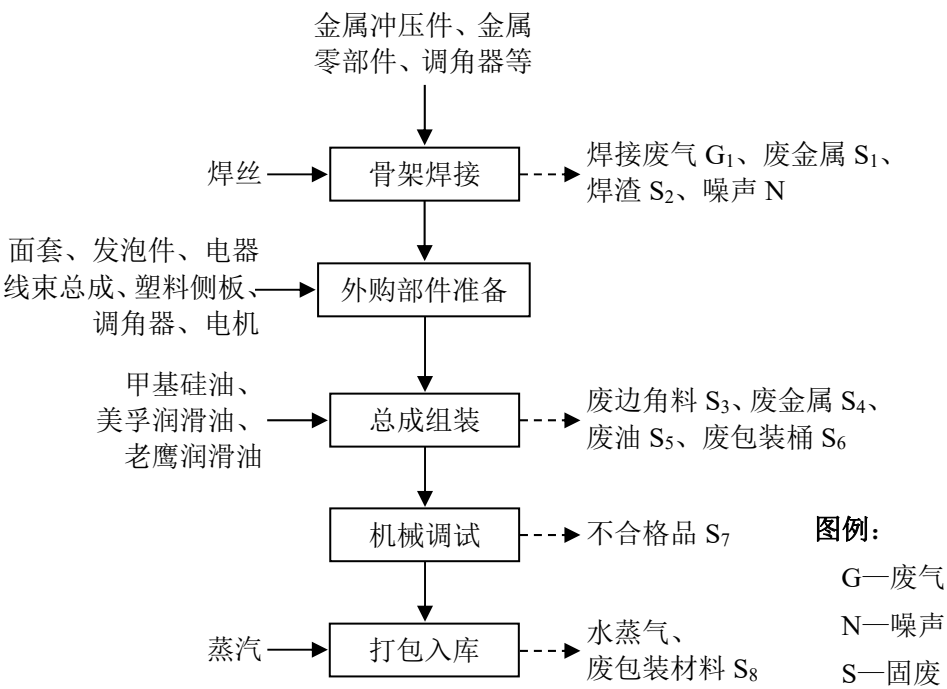 金属冲压件、金属
零部件、调角器等
焊丝
骨架焊接
焊接废气 G₁、废金属 S₁、
焊渣 S₂、噪声 N
面套、发泡件、电器
线束总成、塑料侧板、
调角器、电机
外购部件准备
甲基硅油、
美孚润滑油、
老鹰润滑油
总成组装
废边角料 S₃、废金属 S₄、
废油 S₅、废包装桶 S₆
机械调试
不合格品 S₇
蒸汽
打包入库
水蒸气、
废包装材料 S₈
图例：
G—废气
N—噪声
S—固废